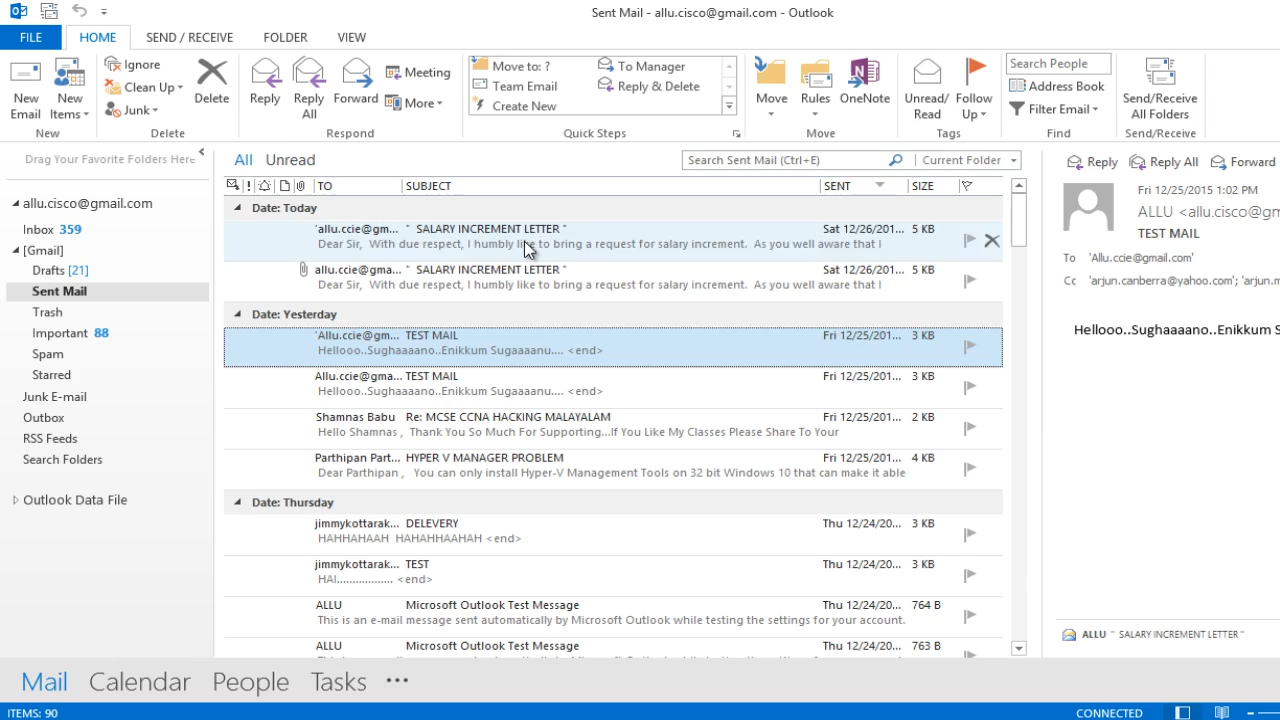 Sent Mail - allu.cisco@gmail.com - Outlook
FILE HOME SEND / RECEIVE FOLDER VIEW
New Email
New Items
New
Ignore
Clean Up
Junk
Delete
Delete
Reply
Reply All
Forward
Meeting
More
Respond
Move to: ?
Team Email
Create New
To Manager
Reply & Delete
Quick Steps
Move
Rules
OneNote
Move
Unread/ Read
Follow Up
Tags
Search People
Address Book
Filter Email
Find
Send/Receive All Folders
Send/Receive
Drag Your Favorite Folders Here
allu.cisco@gmail.com
Inbox 359
[Gmail]
Drafts [21]
Sent Mail
Trash
Important 88
Spam
Starred
Junk E-mail
Outbox
RSS Feeds
Search Folders
Outlook Data File
All Unread
Search Sent Mail (Ctrl+E) Current Folder
! TO SUBJECT SENT SIZE
Date: Today
'allu.ccie@gm... " SALARY INCREMENT LETTER " Sat 12/26/201... 5 KB
Dear Sir, With due respect, I humbly like to bring a request for salary increment. As you well aware that I
allu.ccie@gma... " SALARY INCREMENT LETTER " Sat 12/26/201... 5 KB
Dear Sir, With due respect, I humbly like to bring a request for salary increment. As you well aware that I
Date: Yesterday
'Allu.ccie@gm... TEST MAIL Fri 12/25/201... 3 KB
Hellooo..Sughaaaano..Enikkum Sugaaaanu.... <end>
Allu.ccie@gma... TEST MAIL Fri 12/25/201... 3 KB
Hellooo..Sughaaaano..Enikkum Sugaaaanu.... <end>
Shamnas Babu Re: MCSE CCNA HACKING MALAYALAM Fri 12/25/201... 2 KB
Hello Shamnas , Thank You So Much For Supporting...If You Like My Classes Please Share To Your
Parthipan Part... HYPER V MANAGER PROBLEM Fri 12/25/201... 4 KB
Dear Parthipan , You can only install Hyper-V Management Tools on 32 bit Windows 10 that can make it able
Date: Thursday
jimmykottarak... DELEVERY Thu 12/24/20... 3 KB
HAHHAHAAH HAHAHHAAHAH <end>
jimmykottarak... TEST Thu 12/24/20... 3 KB
HAI................. <end>
ALLU Microsoft Outlook Test Message Thu 12/24/20... 764 B
This is an e-mail message sent automatically by Microsoft Outlook while testing the settings for your account.
ALLU Microsoft Outlook Test Message Thu 12/24/20... 763 B
Reply Reply All Forward
Fri 12/25/2015 1:02 PM
ALLU <allu.cisco@gm
TEST MAIL
To 'Allu.ccie@gmail.com'
Cc 'arjun.canberra@yahoo.com'; 'arjun.m
Hellooo..Sughaaaano..Enikkum S
ALLU " SALARY INCREMENT LETTER "
Mail Calendar People Tasks ...
ITEMS: 90 CONNECTED